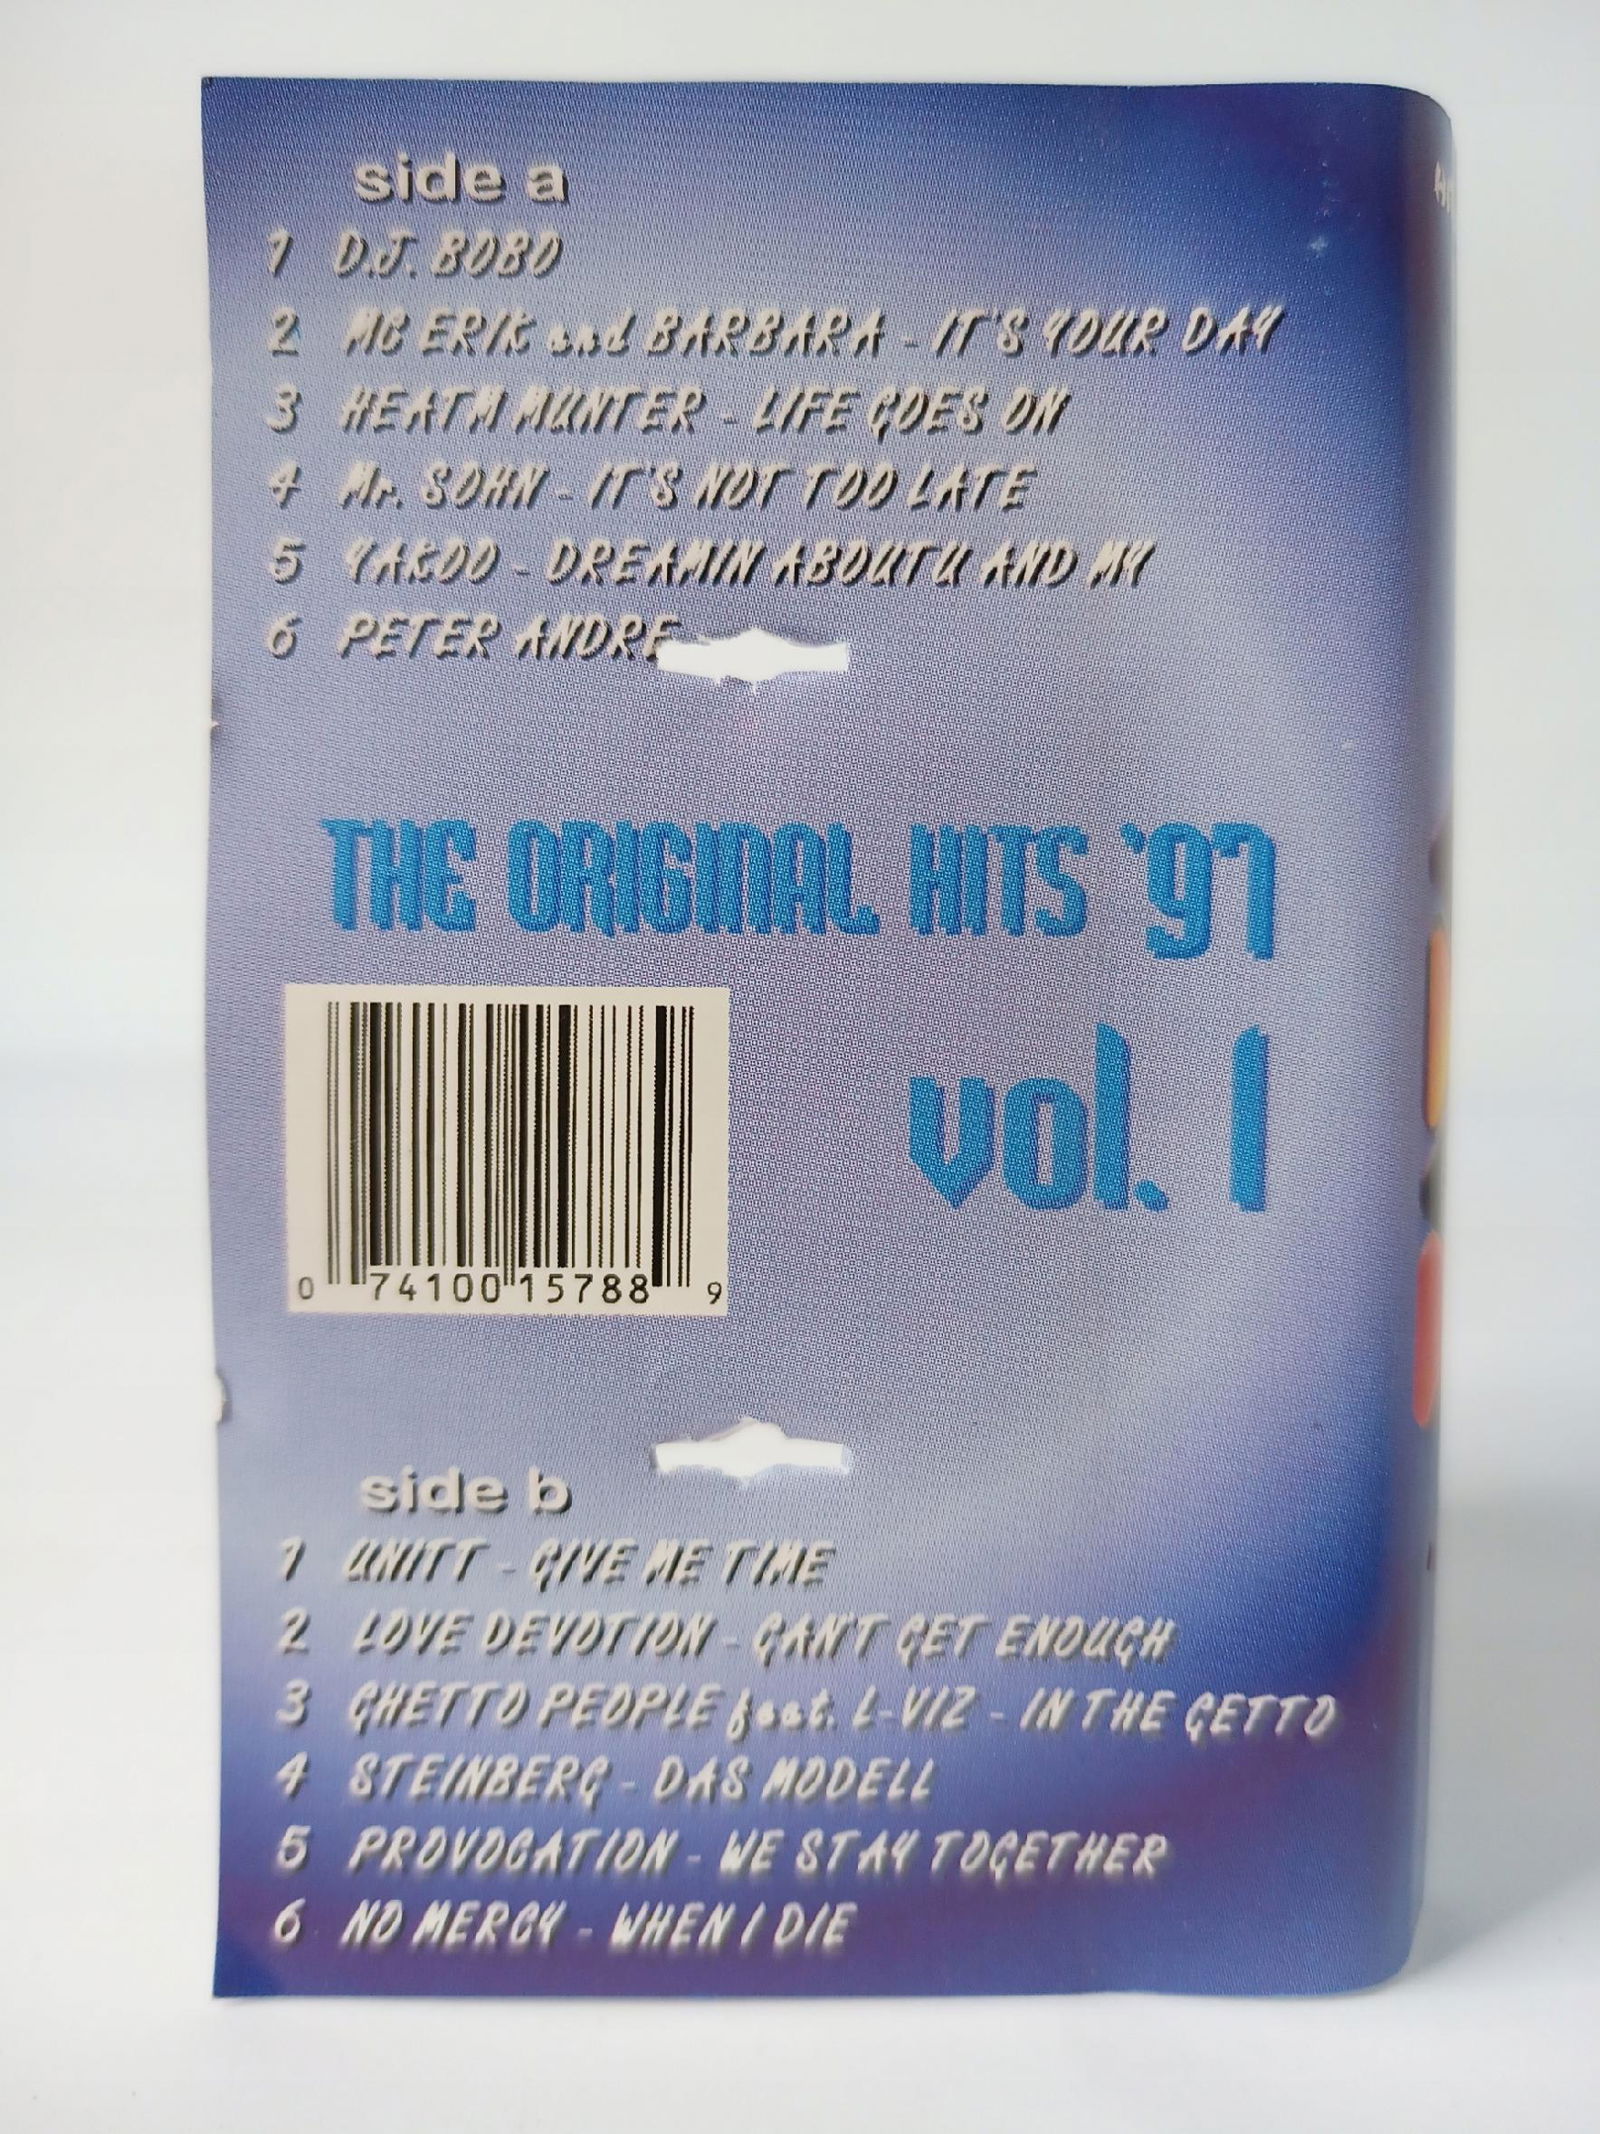 side a
1 D.J. BOBO
2 MC ERIK and BARBARA - IT'S YOUR DAY
3 HEATM MUNTER - LIFE GOES ON
4 Mr. SOHN - IT'S NOT TOO LATE
5 YAKOO - DREAMIN ABOUTU AND MY
6 PETER ANDRE
THE ORIGINAL HITS '97
vol. 1
0 74100 15788 9
side b
1 UNITT - GIVE ME TIME
2 LOVE DEVOTION - CAN'T GET ENOUGH
3 GHETTO PEOPLE feat. L-VIZ - IN THE GETTO
4 STEINBERG - DAS MODELL
5 PROVOCATION - WE STAY TOGETHER
6 NO MERCY - WHEN I DIE